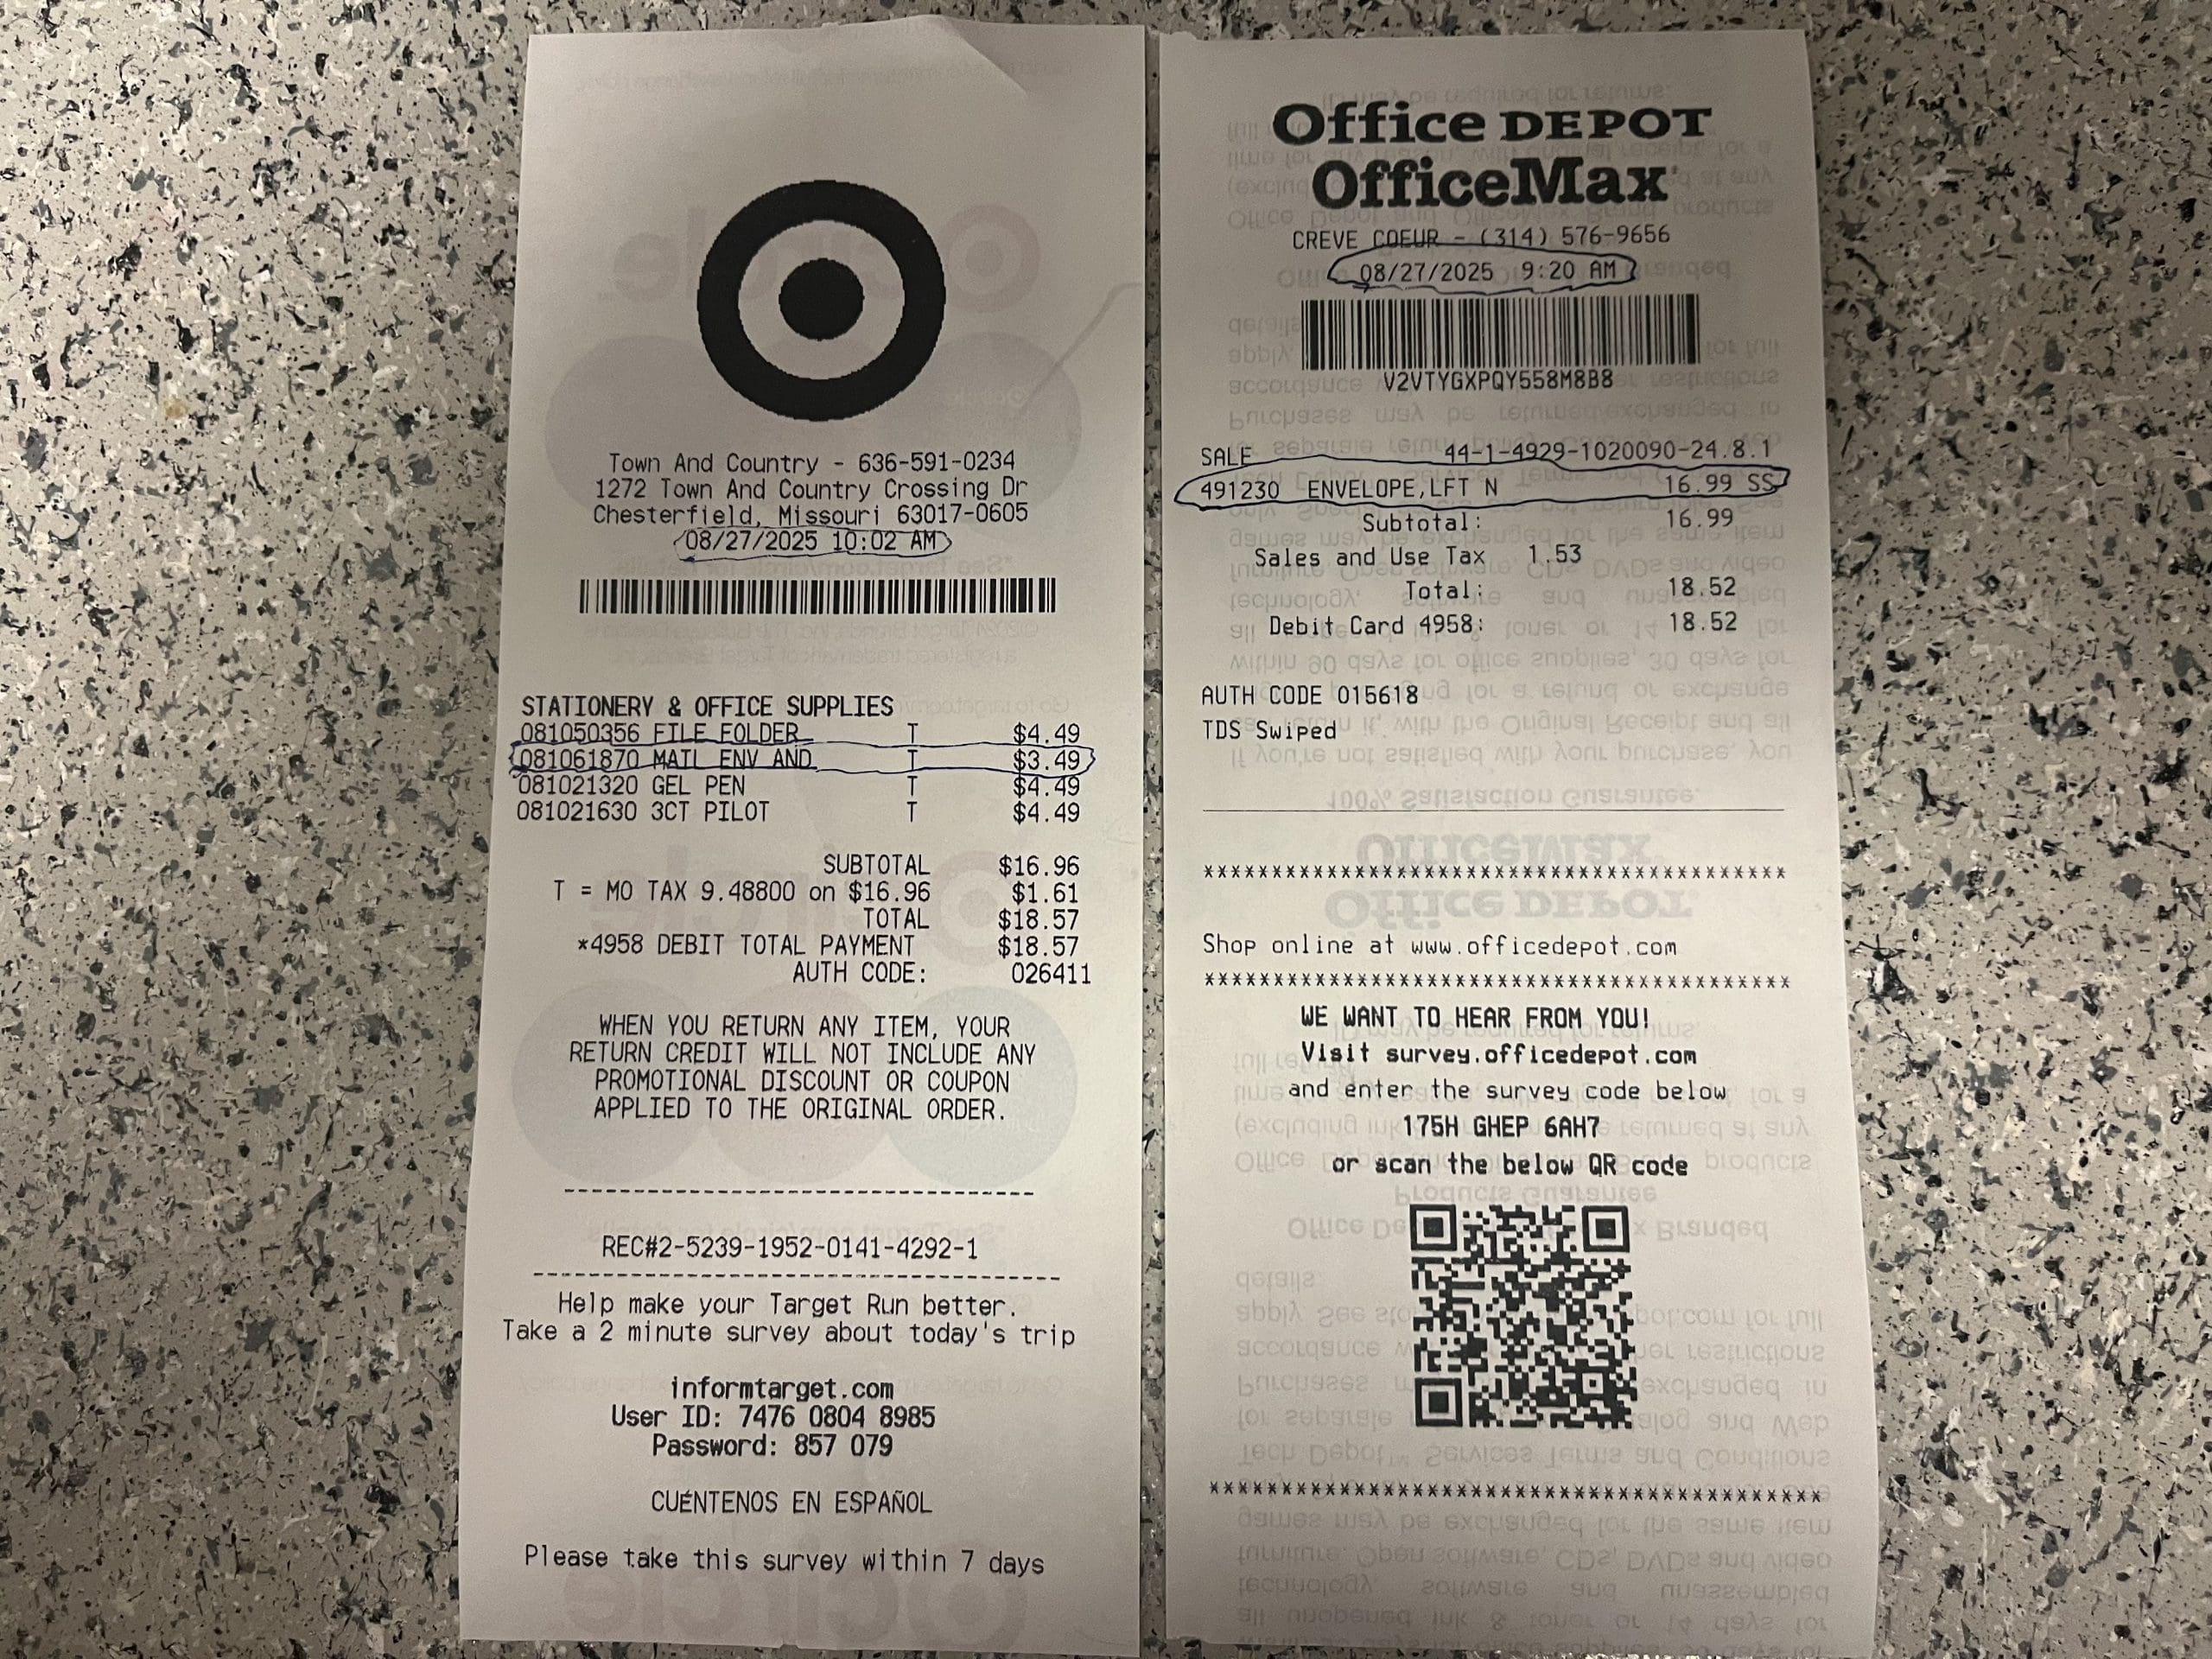 Town And Country - 636-591-0234
1272 Town And Country Crossing Dr
Chesterfield, Missouri 63017-0605
08/27/2025 10:02 AM
STATIONERY & OFFICE SUPPLIES
081050356 FILE FOLDER T $4.49
081061870 MAIL ENV AND T $3.49
081021320 GEL PEN T $4.49
081021630 3CT PILOT T $4.49
SUBTOTAL $16.96
T = MO TAX 9.48800 on $16.96 $1.61
TOTAL $18.57
*4958 DEBIT TOTAL PAYMENT $18.57
AUTH CODE: 026411
WHEN YOU RETURN ANY ITEM, YOUR
RETURN CREDIT WILL NOT INCLUDE ANY
PROMOTIONAL DISCOUNT OR COUPON
APPLIED TO THE ORIGINAL ORDER.
REC#2-5239-1952-0141-4292-1
Help make your Target Run better.
Take a 2 minute survey about today's trip
informtarget.com
User ID: 7476 0804 8985
Password: 857 079
CUÉNTENOS EN ESPAÑOL
Please take this survey within 7 days
Office DEPOT
OfficeMax
CREVE COEUR - (314) 576-9656
08/27/2025 9:20 AM
V2VTYGXPQY558M8B8
SALE 44-1-4929-1020090-24.8.1
491230 ENVELOPE,LFT N 16.99 SS
Subtotal: 16.99
Sales and Use Tax 1.53
Total: 18.52
Debit Card 4958: 18.52
AUTH CODE 015618
TDS Swiped
****************************************
Shop online at www.officedepot.com
****************************************
WE WANT TO HEAR FROM YOU!
Visit survey.officedepot.com
and enter the survey code below
175H GHEP 6AH7
or scan the below QR code
****************************************